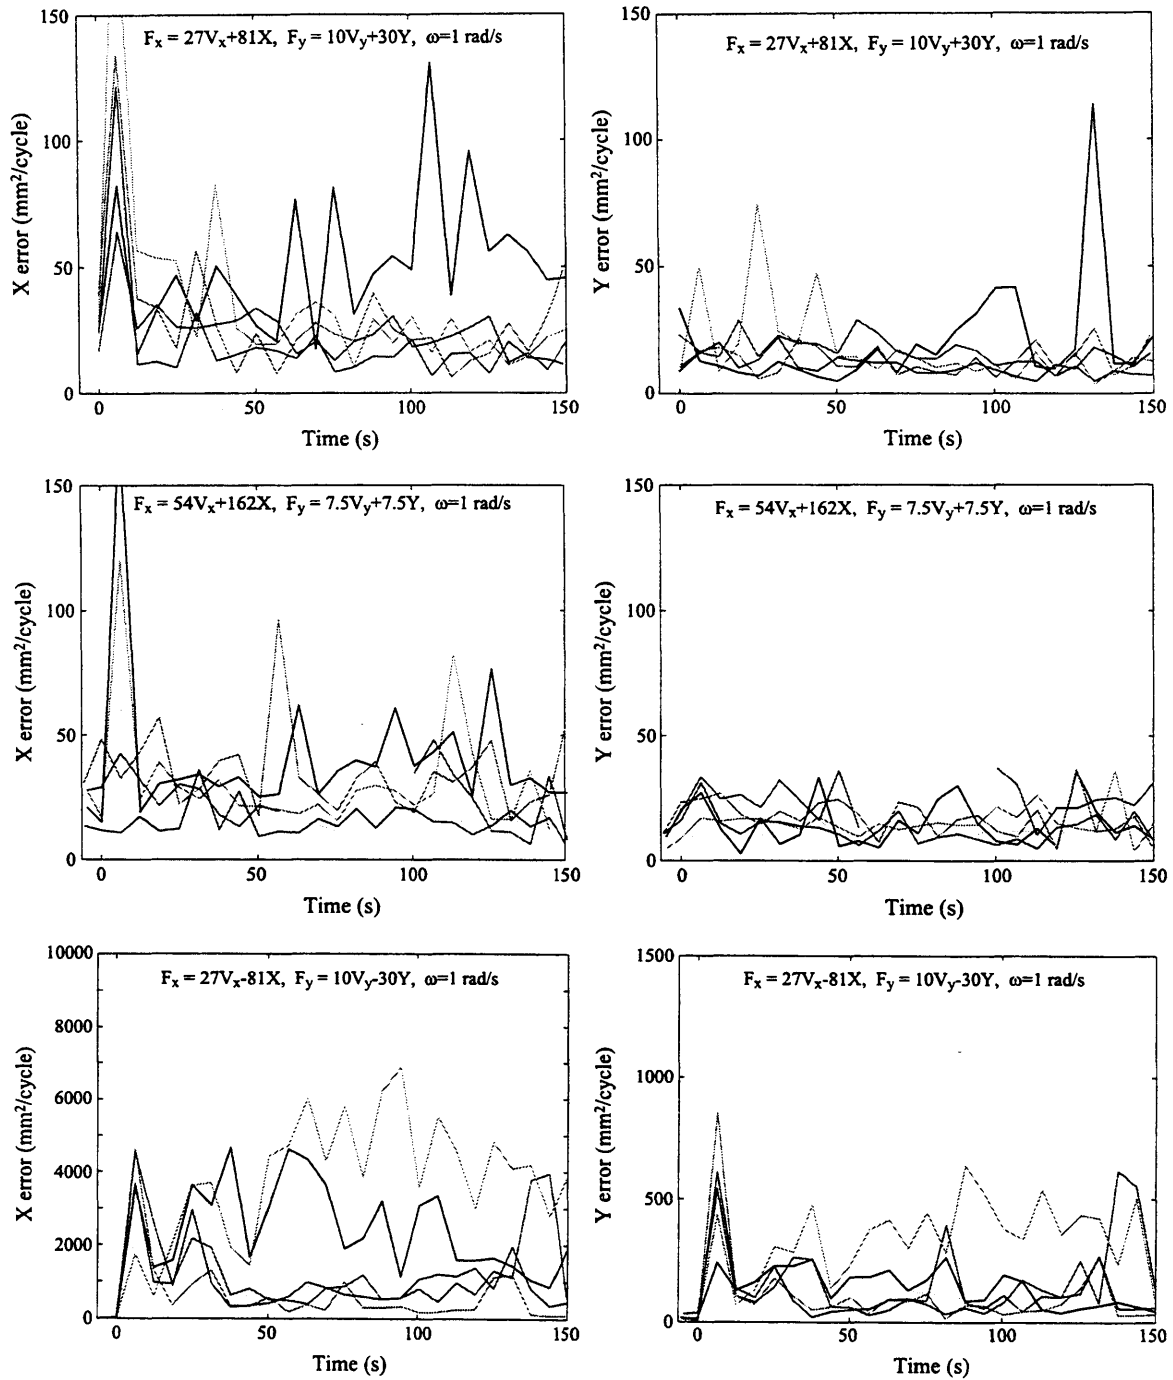 F_x = 27V_x+81X, F_y = 10V_y+30Y, ω=1 rad/s
X error (mm²/cycle)
150
100
50
0
0 50 100 150
Time (s)
F_x = 27V_x+81X, F_y = 10V_y+30Y, ω=1 rad/s
Y error (mm²/cycle)
150
100
50
0
0 50 100 150
Time (s)
F_x = 54V_x+162X, F_y = 7.5V_y+7.5Y, ω=1 rad/s
X error (mm²/cycle)
150
100
50
0
0 50 100 150
Time (s)
F_x = 54V_x+162X, F_y = 7.5V_y+7.5Y, ω=1 rad/s
Y error (mm²/cycle)
150
100
50
0
0 50 100 150
Time (s)
F_x = 27V_x-81X, F_y = 10V_y-30Y, ω=1 rad/s
X error (mm²/cycle)
10000
8000
6000
4000
2000
0
0 50 100 150
Time (s)
F_x = 27V_x-81X, F_y = 10V_y-30Y, ω=1 rad/s
Y error (mm²/cycle)
1500
1000
500
0
0 50 100 150
Time (s)